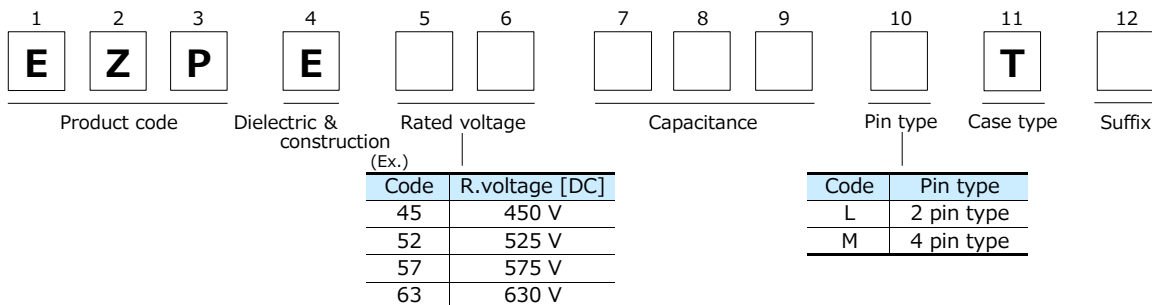 1 2 3 4 5 6 7 8 9 10 11 12
E Z P E T
Product code Dielectric & construction Rated voltage Capacitance Pin type Case type Suffix
(Ex.)
Code R.voltage [DC]
45 450 V
52 525 V
57 575 V
63 630 V
Code Pin type
L 2 pin type
M 4 pin type